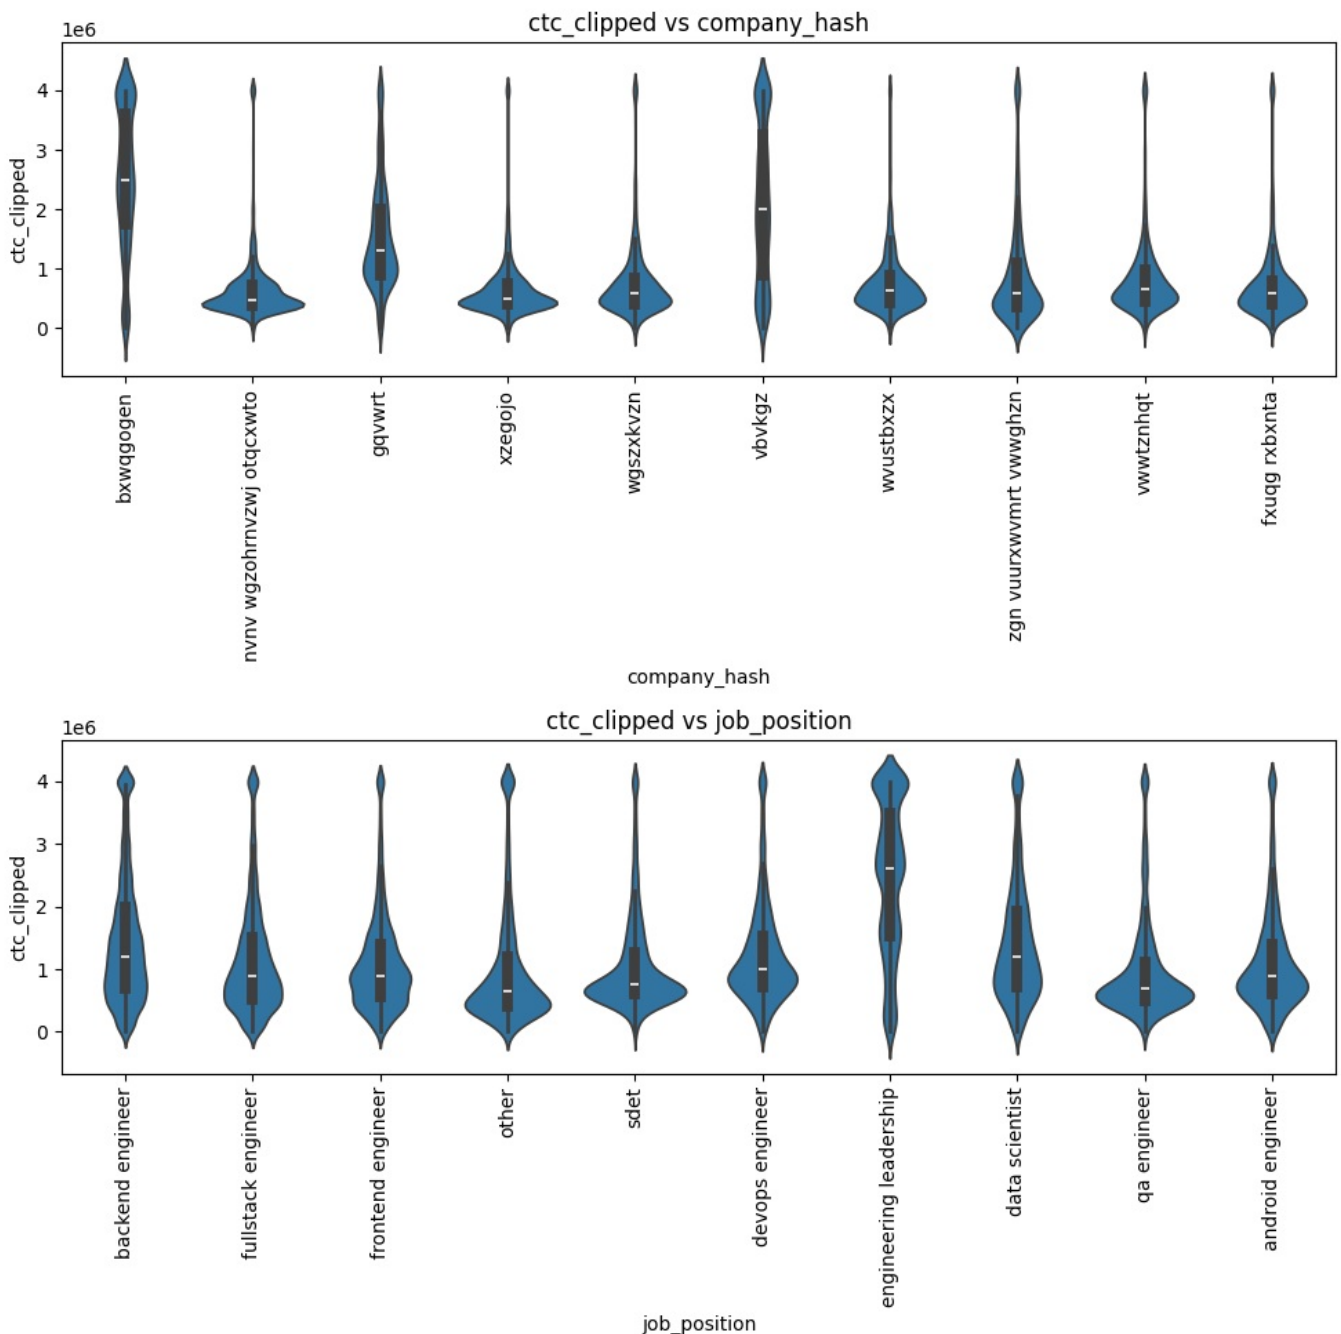 ctc_clipped vs company_hash
1e6
4
3
2
1
0
ctc_clipped
bxwqgogen
nvnv wgzohrnvzwj otqcxwto
gqvwrt
xzegojo
wgszxkvzn
vbvkgz
wvustbxzx
zgn vuurxwvmrt vwwghzn
vwwtznhqt
fxuqg rxbxnta
company_hash
ctc_clipped vs job_position
1e6
4
3
2
1
0
ctc_clipped
backend engineer
fullstack engineer
frontend engineer
other
sdet
devops engineer
engineering leadership
data scientist
qa engineer
android engineer
job_position